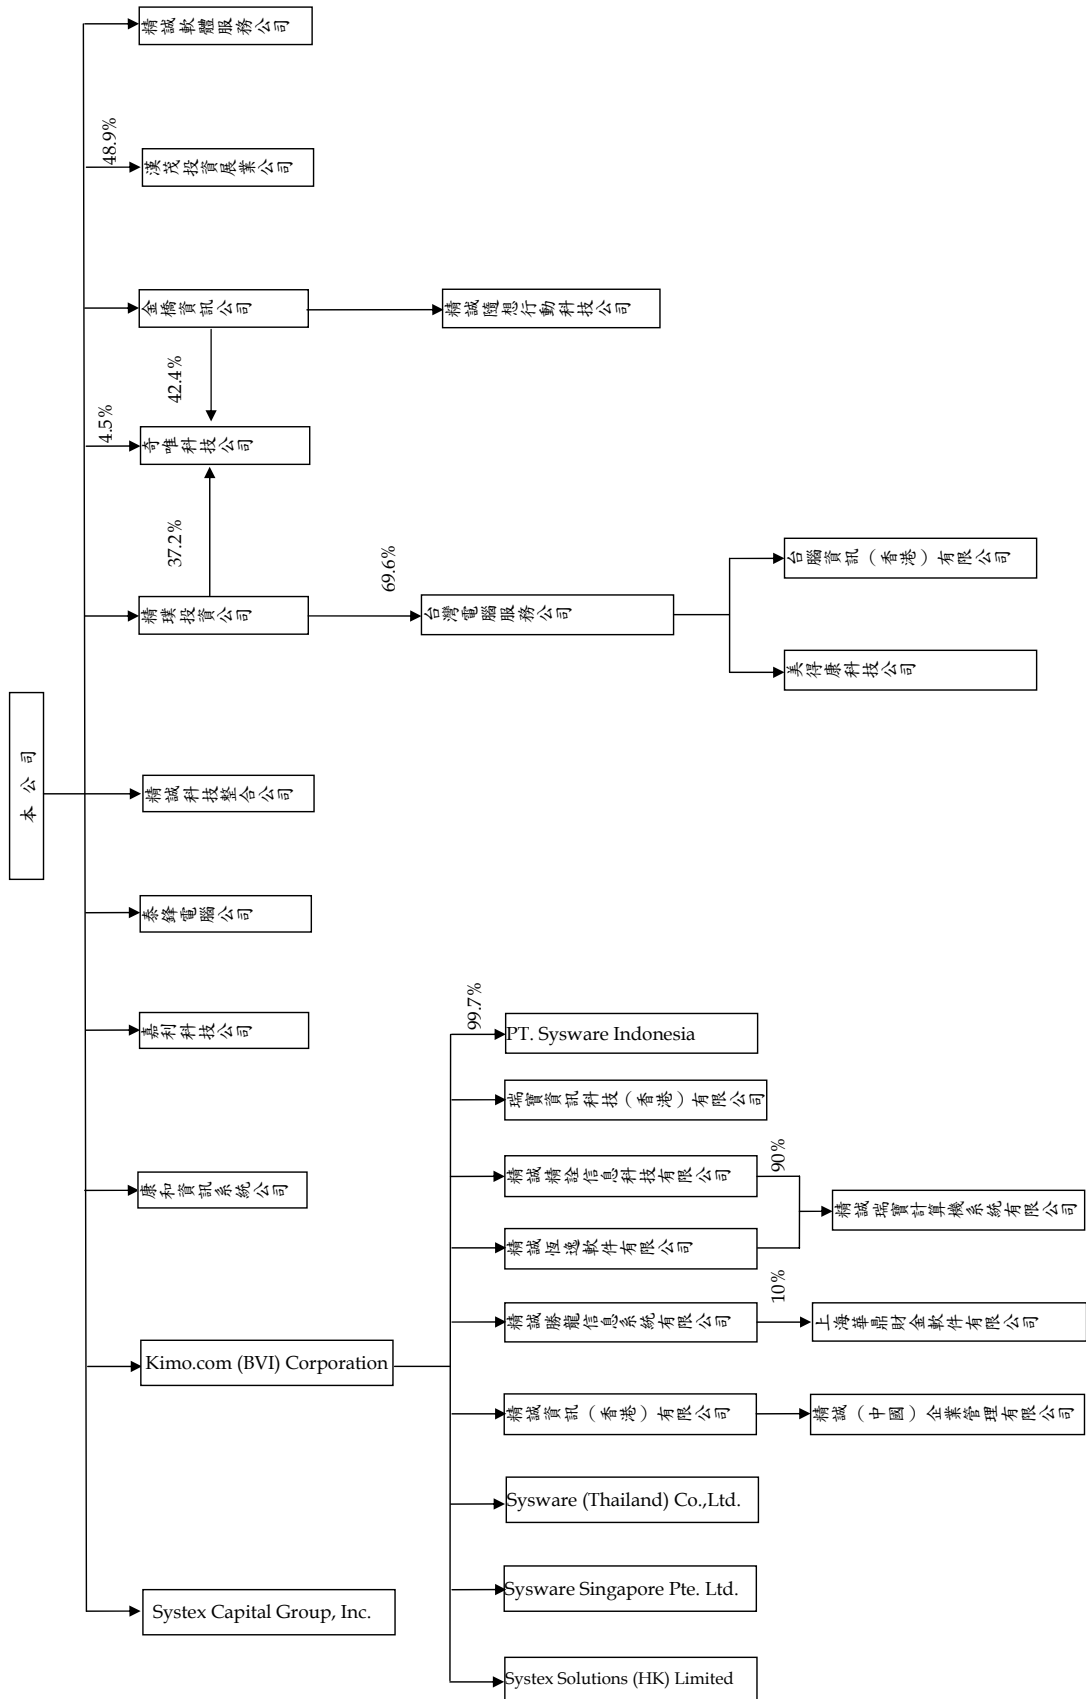 本公司
精誠軟體服務公司
48.9%
漢茂投資展業公司
金橋資訊公司
精誠隨想行動科技公司
42.4%
4.5%
奇唯科技公司
37.2%
精璞投資公司
69.6%
台灣電腦服務公司
台腦資訊（香港）有限公司
美得康科技公司
精誠科技整合公司
泰鋒電腦公司
嘉利科技公司
康和資訊系統公司
Kimo.com (BVI) Corporation
99.7%
PT. Sysware Indonesia
瑞寶資訊科技（香港）有限公司
精誠精詮信息科技有限公司
90%
精誠恆逸軟件有限公司
精誠瑞寶計算機系統有限公司
10%
精誠勝龍信息系統有限公司
上海華鼎財金軟件有限公司
精誠資訊（香港）有限公司
精誠（中國）企業管理有限公司
Sysware (Thailand) Co.,Ltd.
Sysware Singapore Pte. Ltd.
Systex Solutions (HK) Limited
Systex Capital Group, Inc.